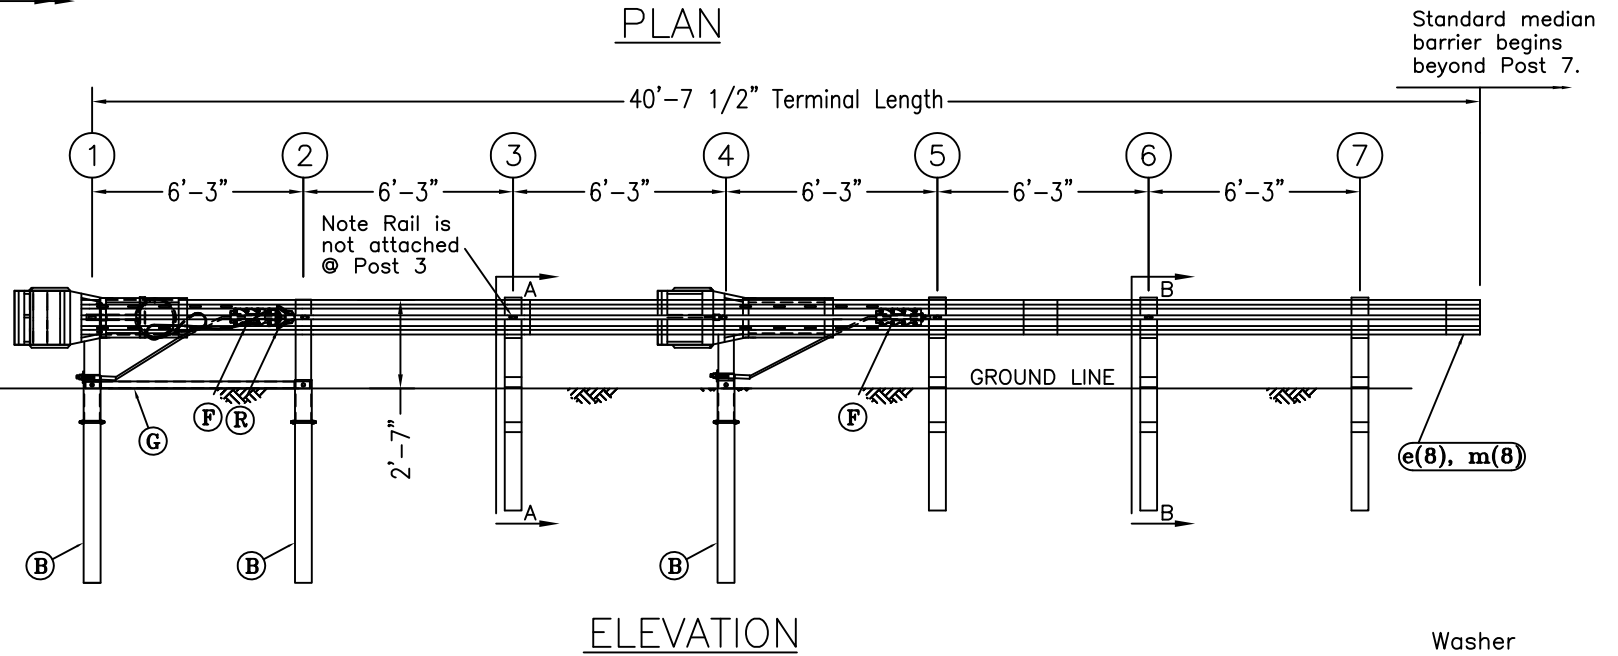 PLAN
Standard median
barrier begins
beyond Post 7.
40'-7 1/2" Terminal Length
1 2 3 4 5 6 7
6'-3" 6'-3" 6'-3" 6'-3" 6'-3" 6'-3"
Note Rail is
not attached
@ Post 3
A B
GROUND LINE
F R F
G
2'-7"
e(8), m(8)
A B
B B B
ELEVATION
Washer